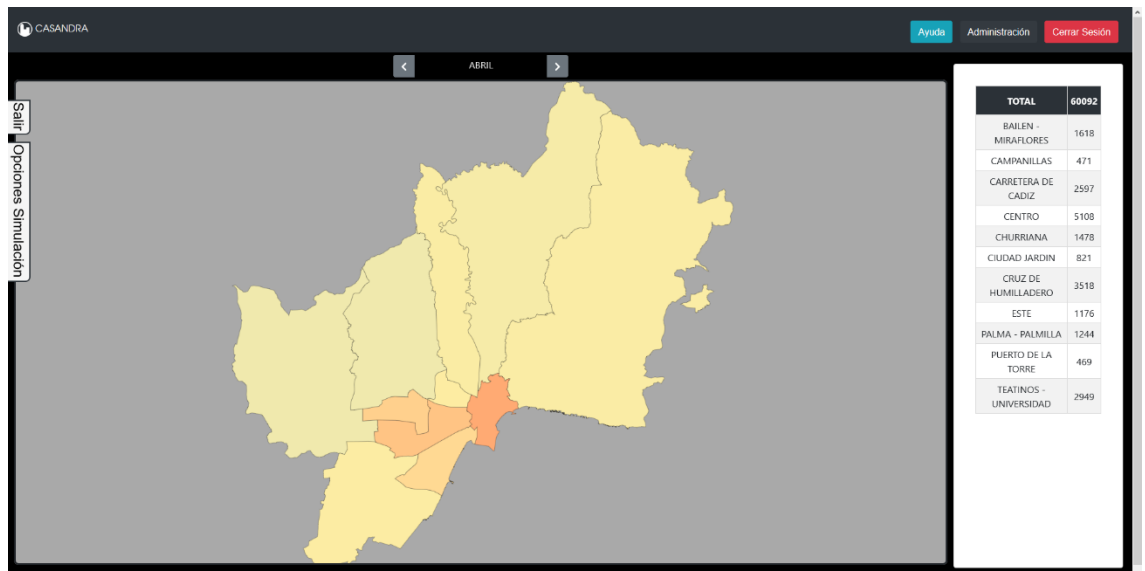 CASANDRA
Ayuda
Administración
Cerrar Sesión
<
ABRIL
>
Salir
Opciones Simulación
TOTAL 60092
BAILEN -
MIRAFLORES 1618
CAMPANILLAS 471
CARRETERA DE
CADIZ 2597
CENTRO 5108
CHURRIANA 1478
CIUDAD JARDIN 821
CRUZ DE
HUMILLADERO 3518
ESTE 1176
PALMA - PALMILLA 1244
PUERTO DE LA
TORRE 469
TEATINOS -
UNIVERSIDAD 2949